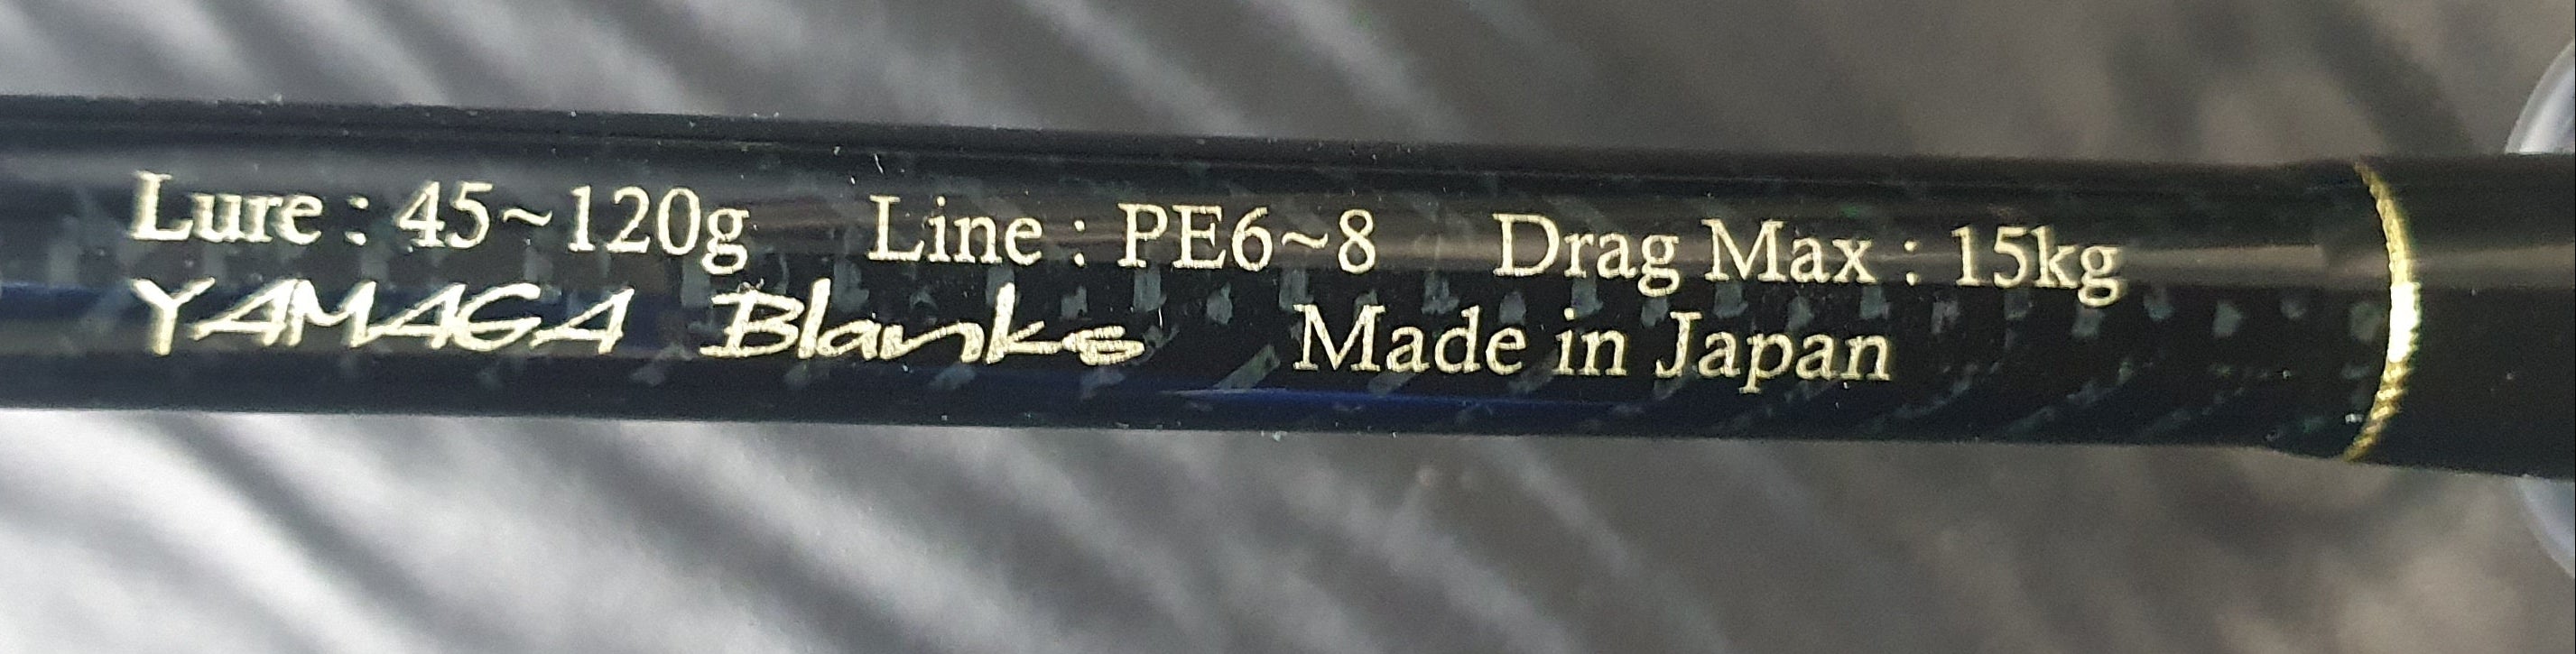 Lure : 45~120g Line : PE6~8 Drag Max : 15kg
YAMAGA Blanks Made in Japan